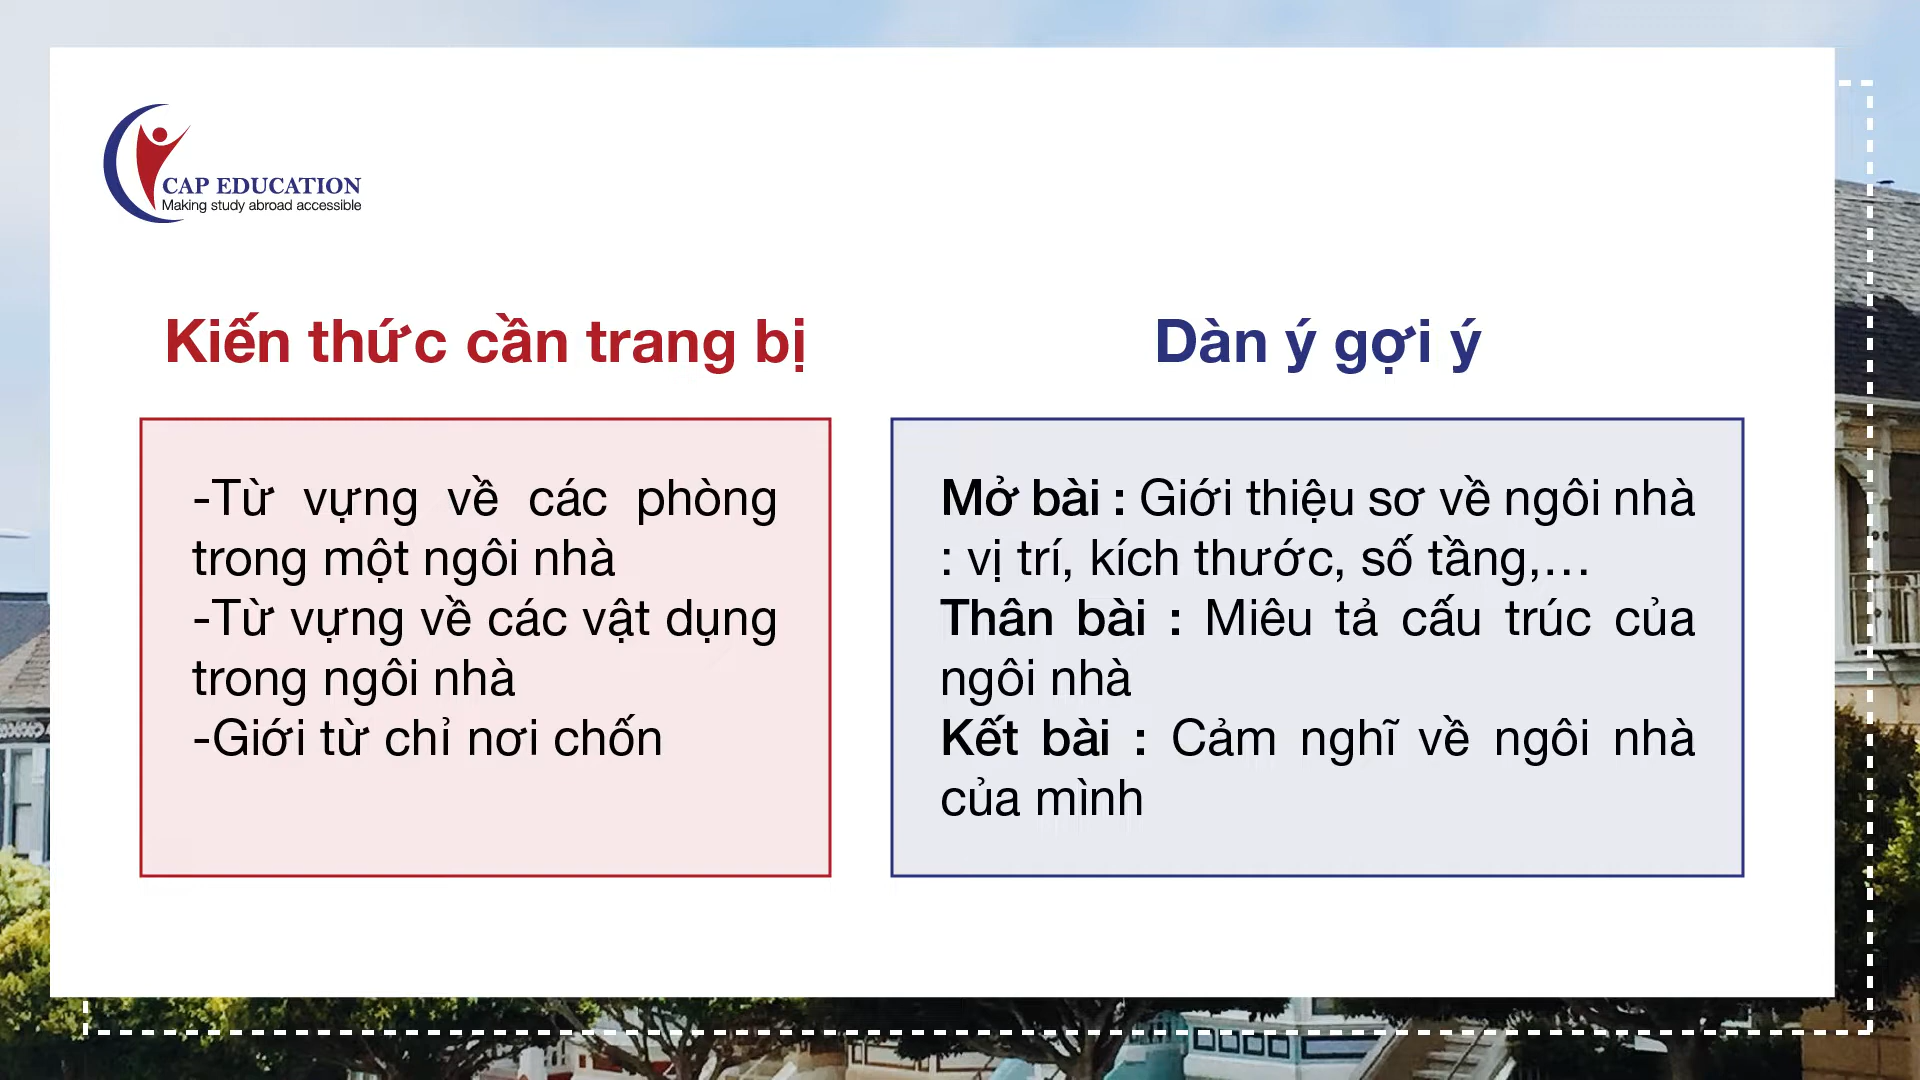 CAP EDUCATION
Making study abroad accessible
Kiến thức cần trang bị
-Từ vựng về các phòng
trong một ngôi nhà
-Từ vựng về các vật dụng
trong ngôi nhà
-Giới từ chỉ nơi chốn
Dàn ý gợi ý
Mở bài : Giới thiệu sơ về ngôi nhà
: vị trí, kích thước, số tầng,...
Thân bài : Miêu tả cấu trúc của
ngôi nhà
Kết bài : Cảm nghĩ về ngôi nhà
của mình